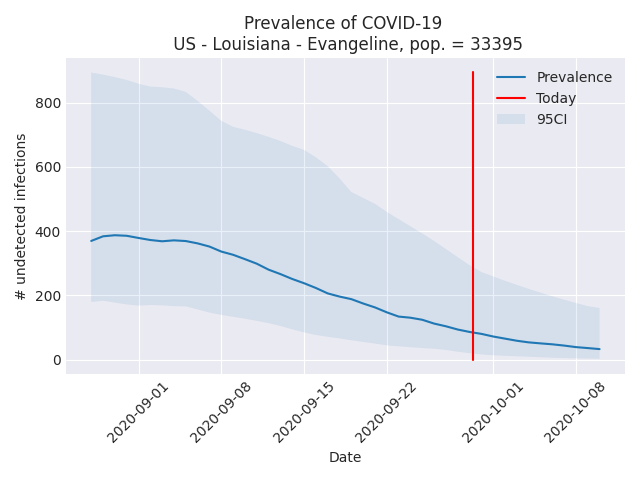 Prevalence of COVID-19
US - Louisiana - Evangeline, pop. = 33395
Prevalence
Today
95CI
# undetected infections
800
600
400
200
0
2020-09-01
2020-09-08
2020-09-15
2020-09-22
2020-10-01
2020-10-08
Date